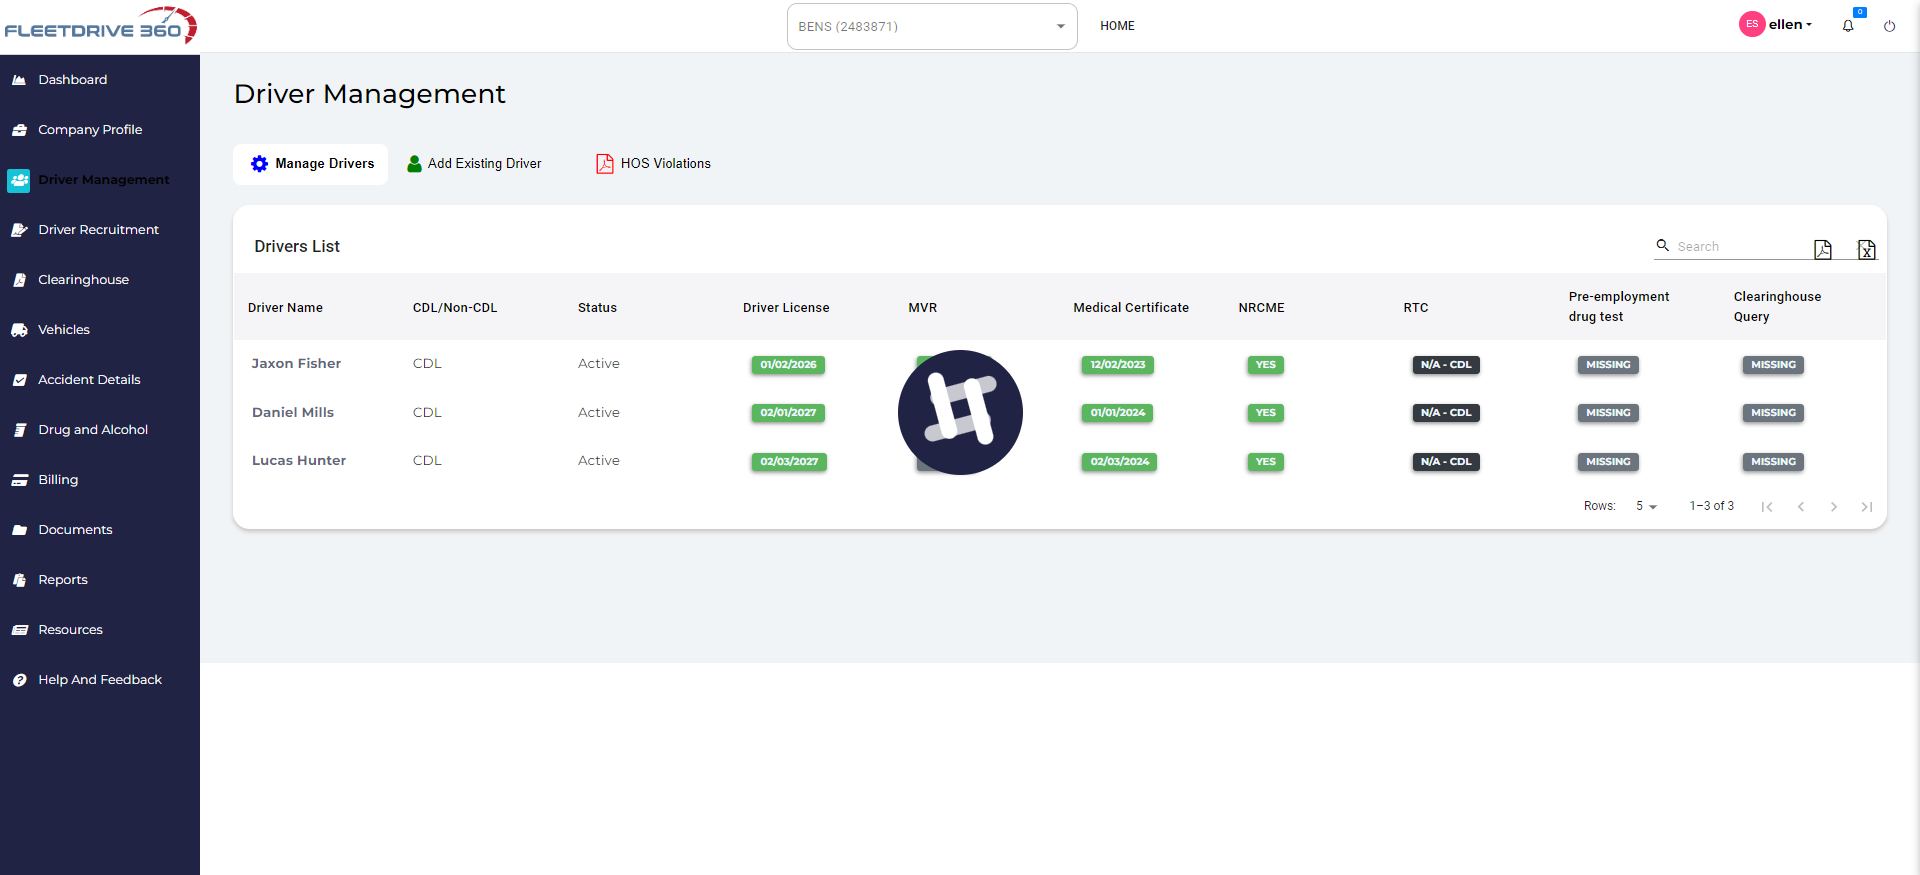 FLEETDRIVE 360
BENS (2483871)
HOME
ES ellen
0
Dashboard
Company Profile
Driver Management
Driver Recruitment
Clearinghouse
Vehicles
Accident Details
Drug and Alcohol
Billing
Documents
Reports
Resources
Help And Feedback
Driver Management
Manage Drivers
Add Existing Driver
HOS Violations
Drivers List
Search
Driver Name CDL/Non-CDL Status Driver License MVR Medical Certificate NRCME RTC Pre-employment drug test Clearinghouse Query
Jaxon Fisher CDL Active 01/02/2026 12/02/2023 YES N/A - CDL MISSING MISSING
Daniel Mills CDL Active 02/01/2027 01/01/2024 YES N/A - CDL MISSING MISSING
Lucas Hunter CDL Active 02/03/2027 02/03/2024 YES N/A - CDL MISSING MISSING
Rows: 5 1–3 of 3